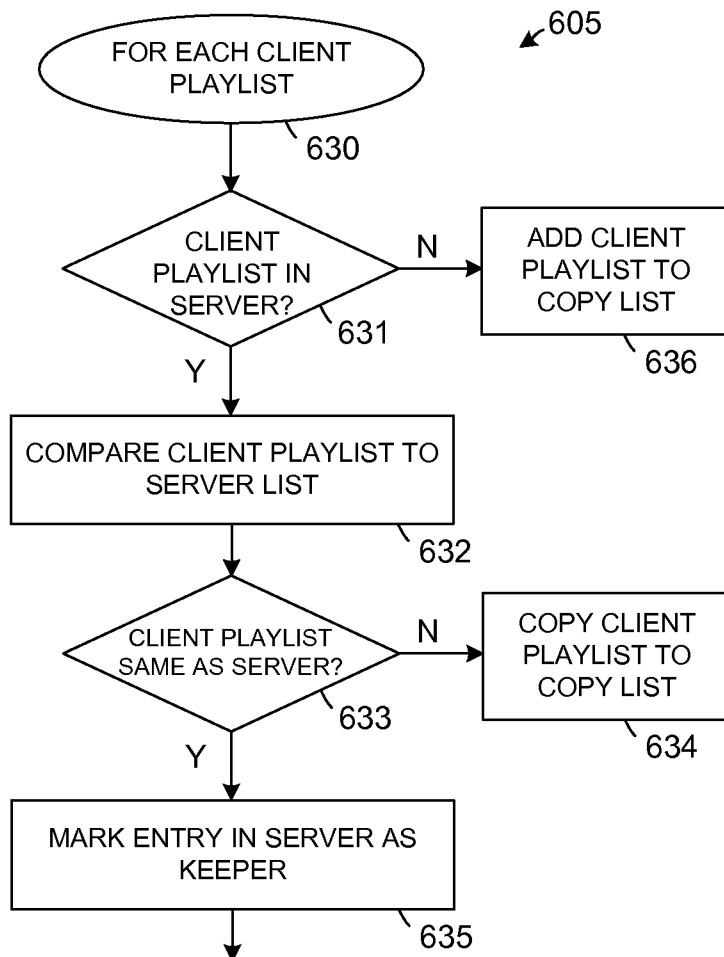 605
FOR EACH CLIENT
PLAYLIST
630
CLIENT
PLAYLIST IN
SERVER?
631
N
ADD CLIENT
PLAYLIST TO
COPY LIST
636
Y
COMPARE CLIENT PLAYLIST TO
SERVER LIST
632
CLIENT PLAYLIST
SAME AS SERVER?
633
N
COPY CLIENT
PLAYLIST TO
COPY LIST
634
Y
MARK ENTRY IN SERVER AS
KEEPER
635